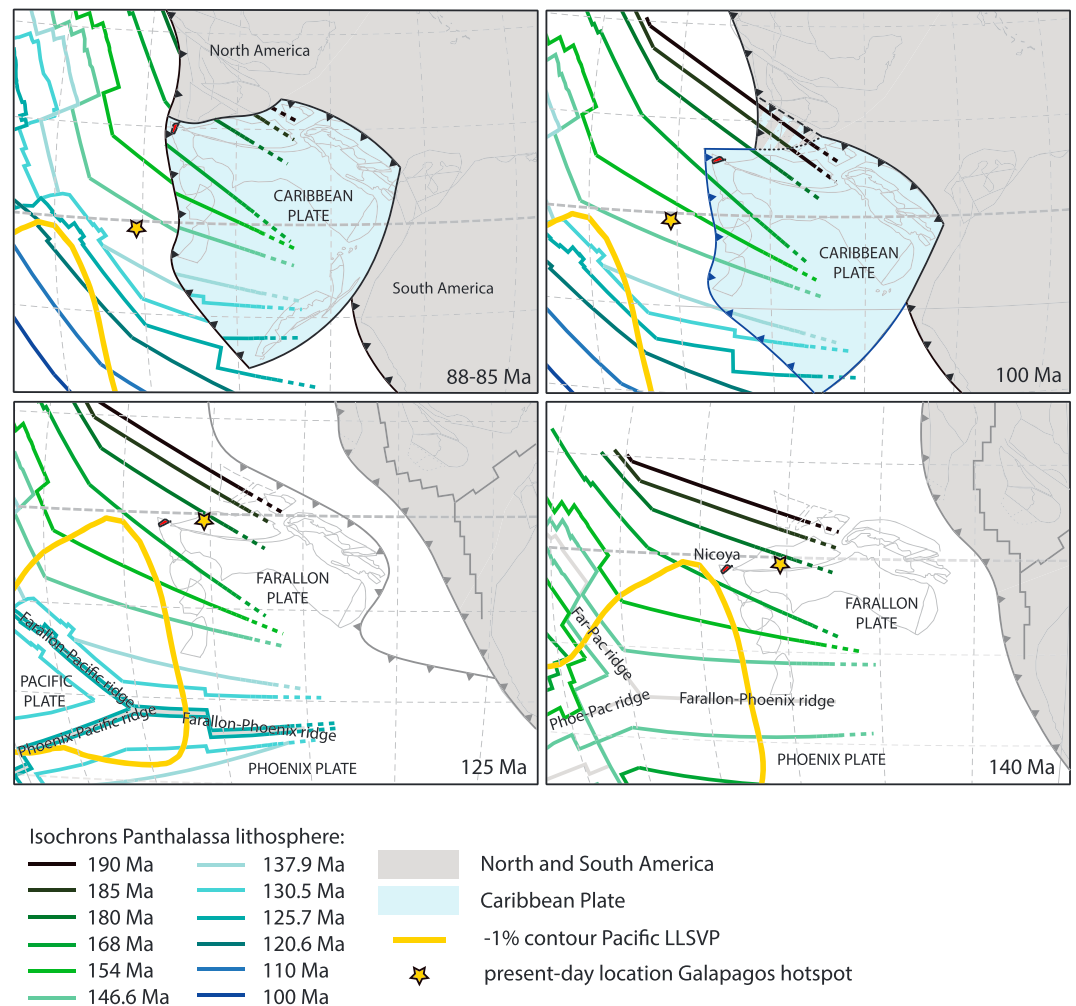 North America
CARIBBEAN
PLATE
South America
88-85 Ma
CARIBBEAN
PLATE
100 Ma
FARALLON
PLATE
Farallon-Pacific ridge
PACIFIC
PLATE
Phoenix-Pacific ridge
Farallon-Phoenix ridge
PHOENIX PLATE
125 Ma
Nicoya
FARALLON
PLATE
Far-Pac ridge
Phoe-Pac ridge
Farallon-Phoenix ridge
PHOENIX PLATE
140 Ma
Isochrons Panthalassa lithosphere:
190 Ma
185 Ma
180 Ma
168 Ma
154 Ma
146.6 Ma
137.9 Ma
130.5 Ma
125.7 Ma
120.6 Ma
110 Ma
100 Ma
North and South America
Caribbean Plate
-1% contour Pacific LLSVP
present-day location Galapagos hotspot